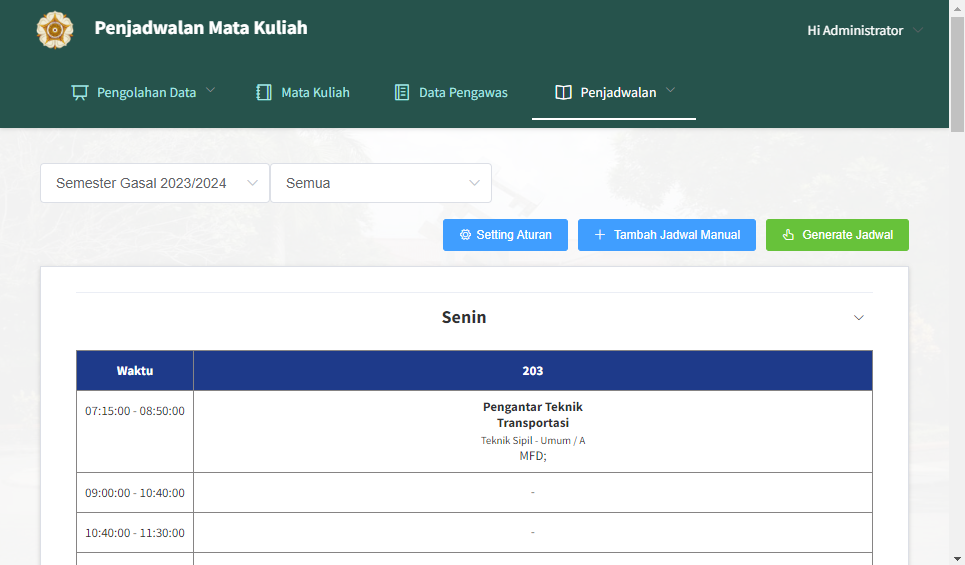 Penjadwalan Mata Kuliah
Hi Administrator
Pengolahan Data
Mata Kuliah
Data Pengawas
Penjadwalan
Semester Gasal 2023/2024
Semua
Setting Aturan
Tambah Jadwal Manual
Generate Jadwal
Senin
Waktu
203
07:15:00 - 08:50:00
Pengantar Teknik
Transportasi
Teknik Sipil - Umum / A
MFD;
09:00:00 - 10:40:00
-
10:40:00 - 11:30:00
-